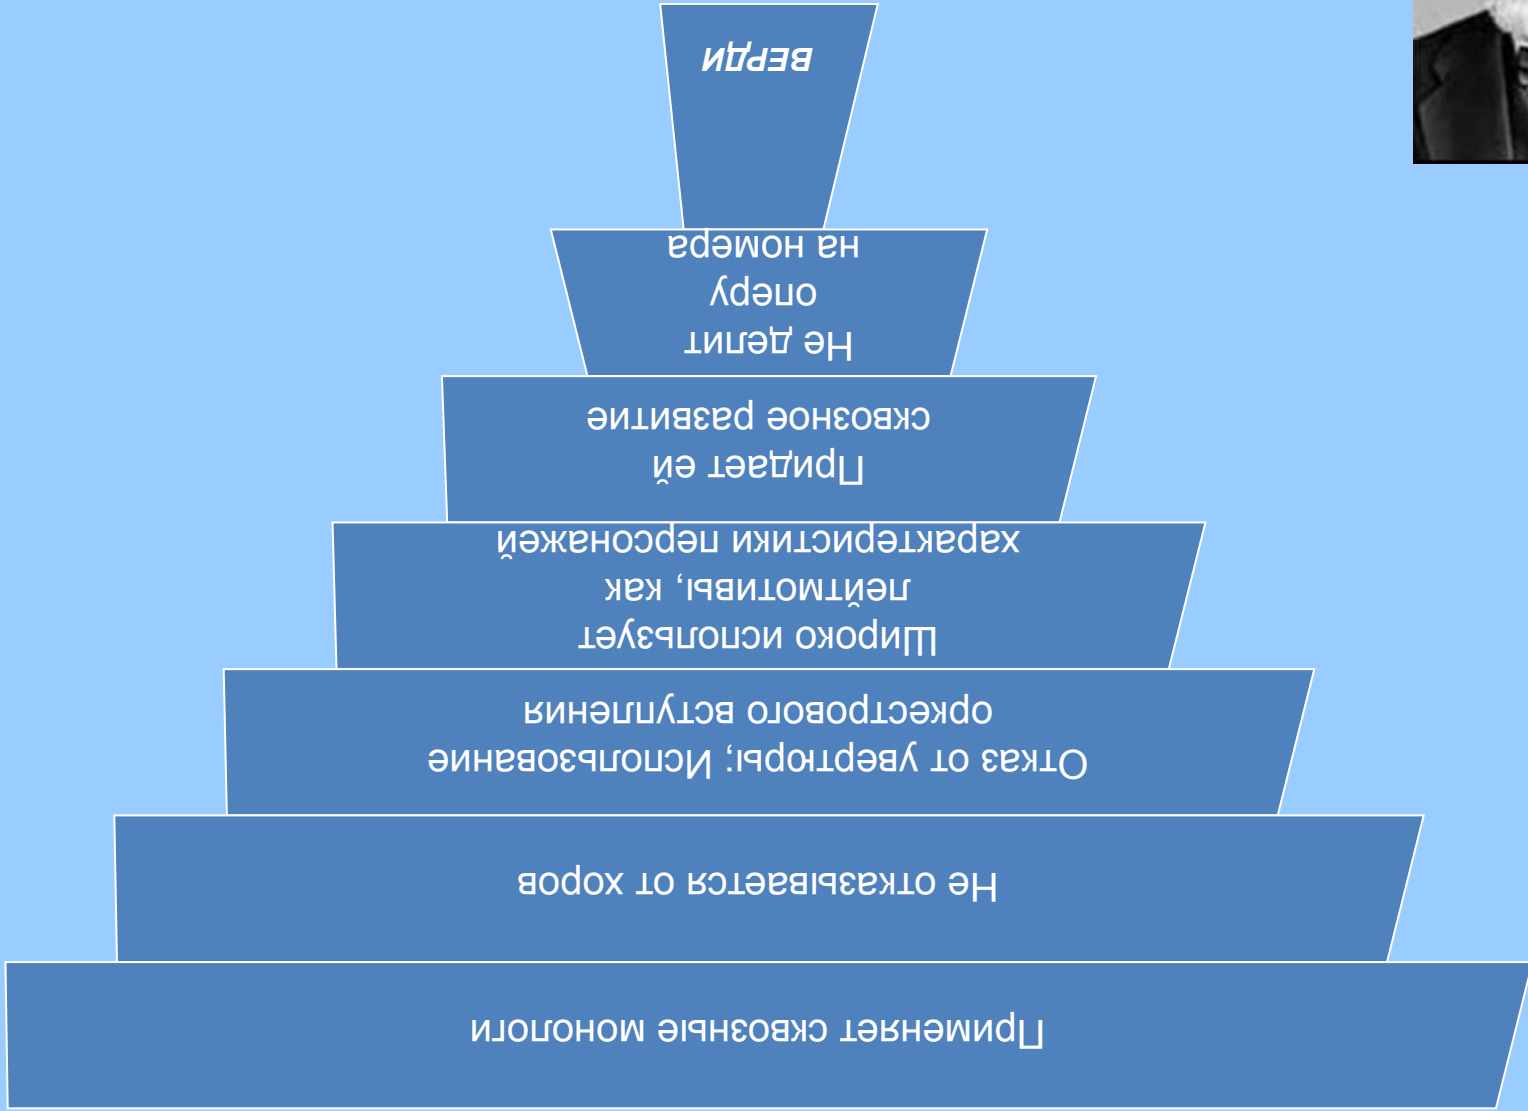 Применяет сквозные монологи
Не отказывается от хоров
Отказ от увертюры; Использование
оркестрового вступления
Широко использует
лейтмотивы, как
характеристики персонажей
Придает ей
сквозное развитие
Не делит
оперу
на номера
ВЕРДИ